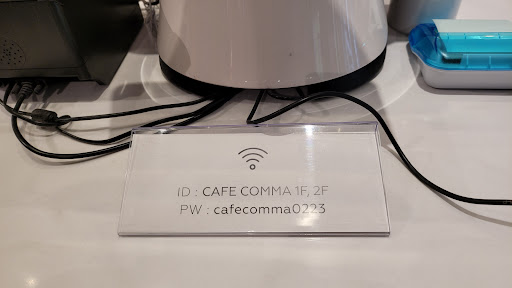 ID : CAFE COMMA 1F, 2F
PW : cafecomma0223